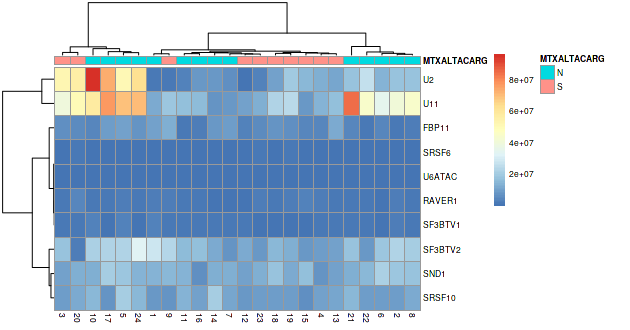 MTXALTACARG
U2
U11
FBP11
SRSF6
U6ATAC
RAVER1
SF3BTV1
SF3BTV2
SND1
SRSF10
3 20 10 17 5 24 1 9 11 16 14 7 12 23 18 19 15 4 13 21 22 6 2 8
8e+07
6e+07
4e+07
2e+07
MTXALTACARG
N
S